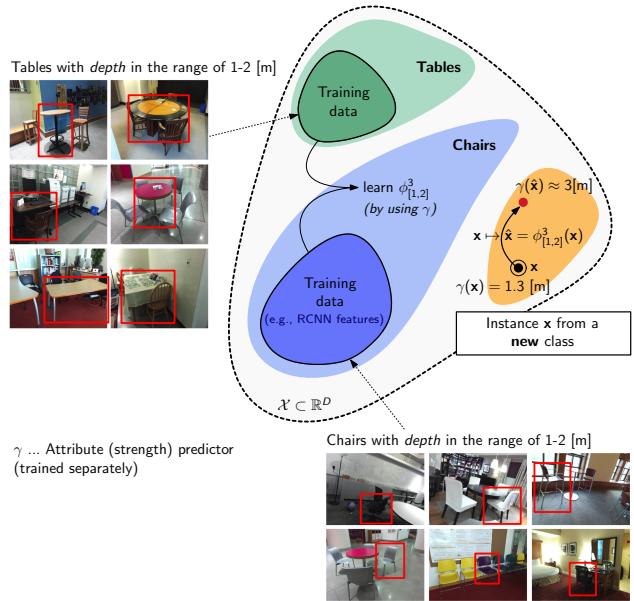 Tables with depth in the range of 1-2 [m]
Tables
Training
data
Chairs
learn ϕ³[1,2]
(by using γ)
γ(x̂) ≈ 3[m]
x ↦ x̂ = ϕ³[1,2](x)
x
γ(x) = 1.3 [m]
Training
data
(e.g., RCNN features)
Instance x from a
new class
𝒳 ⊂ ℝᴰ
γ ... Attribute (strength) predictor
(trained separately)
Chairs with depth in the range of 1-2 [m]